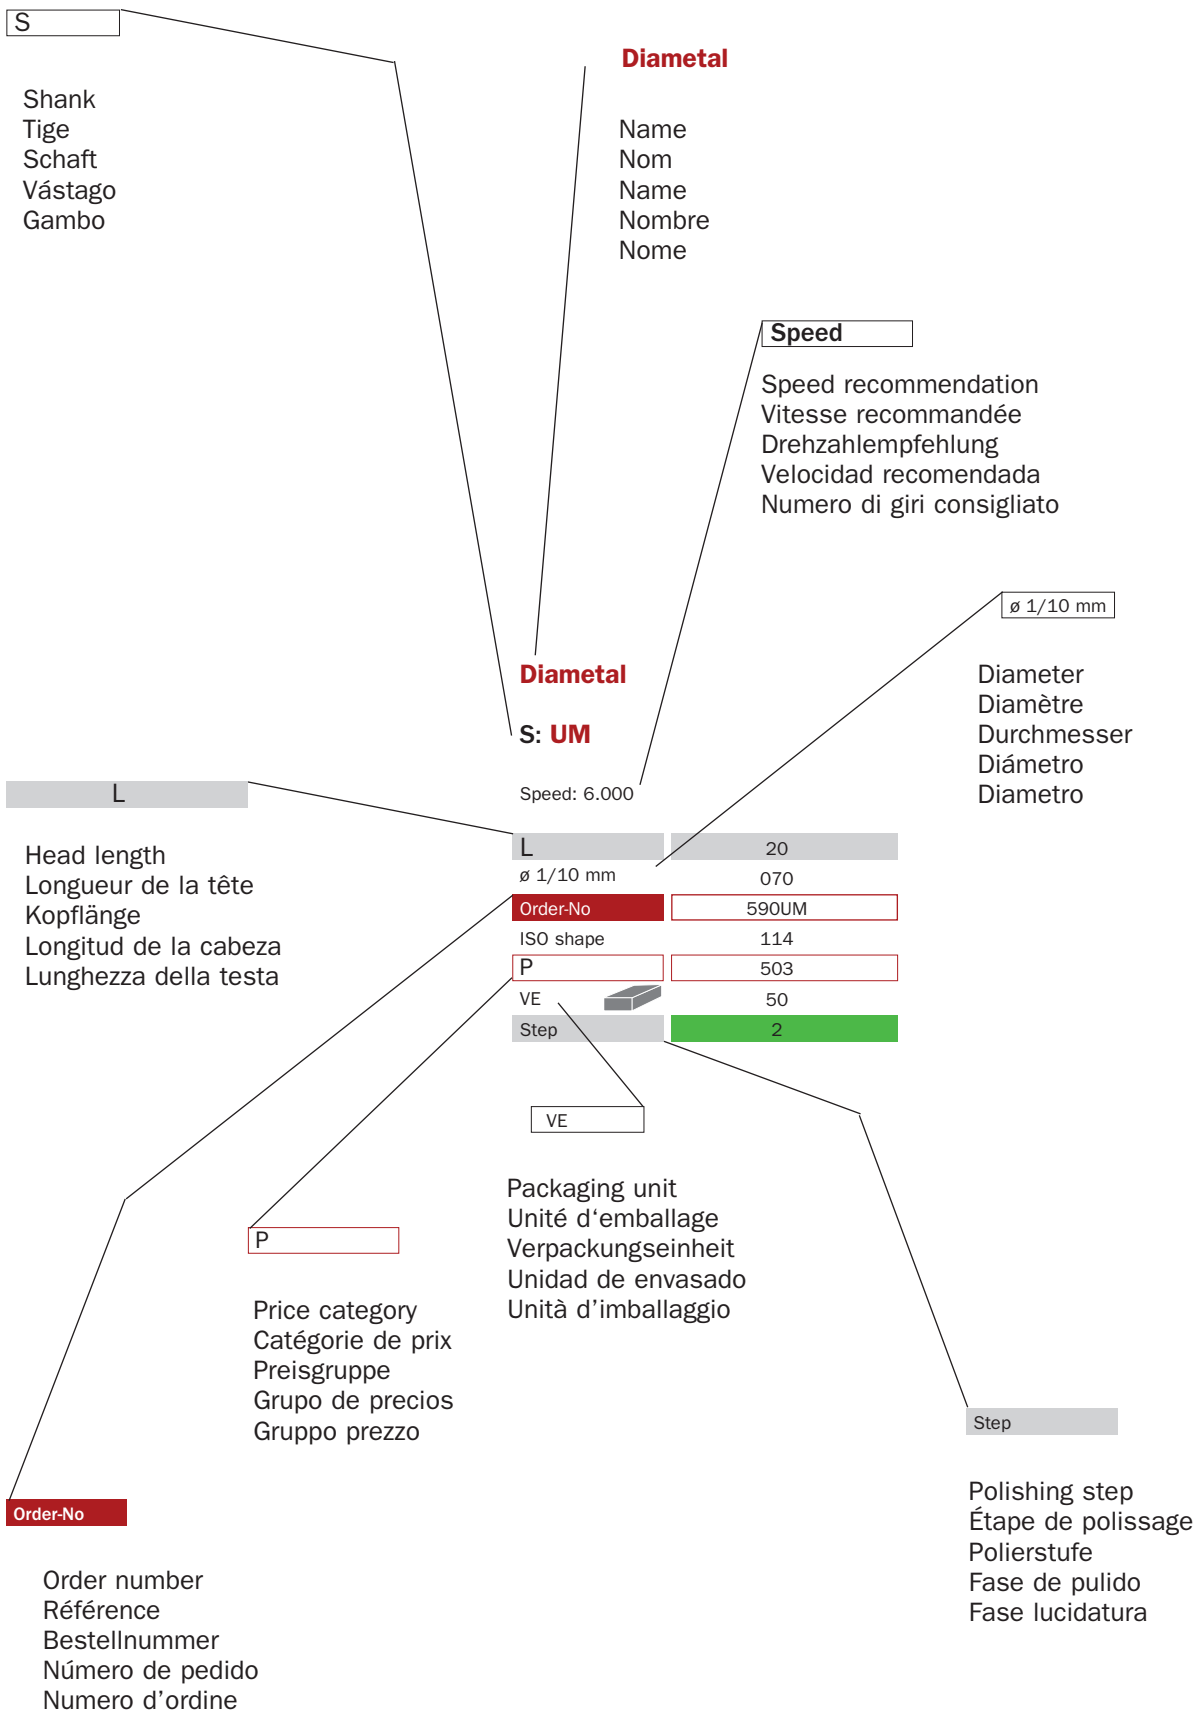 S
Shank
Tige
Schaft
Vástago
Gambo
Diametal
Name
Nom
Name
Nombre
Nome
Speed
Speed recommendation
Vitesse recommandée
Drehzahlempfehlung
Velocidad recomendada
Numero di giri consigliato
ø 1/10 mm
Diameter
Diamètre
Durchmesser
Diámetro
Diametro
Diametal
S: UM
Speed: 6.000
L 20
ø 1/10 mm 070
Order-No 590UM
ISO shape 114
P 503
VE 50
Step 2
L
Head length
Longueur de la tête
Kopflänge
Longitud de la cabeza
Lunghezza della testa
VE
Packaging unit
Unité d‘emballage
Verpackungseinheit
Unidad de envasado
Unità d’imballaggio
P
Price category
Catégorie de prix
Preisgruppe
Grupo de precios
Gruppo prezzo
Step
Polishing step
Étape de polissage
Polierstufe
Fase de pulido
Fase lucidatura
Order-No
Order number
Référence
Bestellnummer
Número de pedido
Numero d’ordine